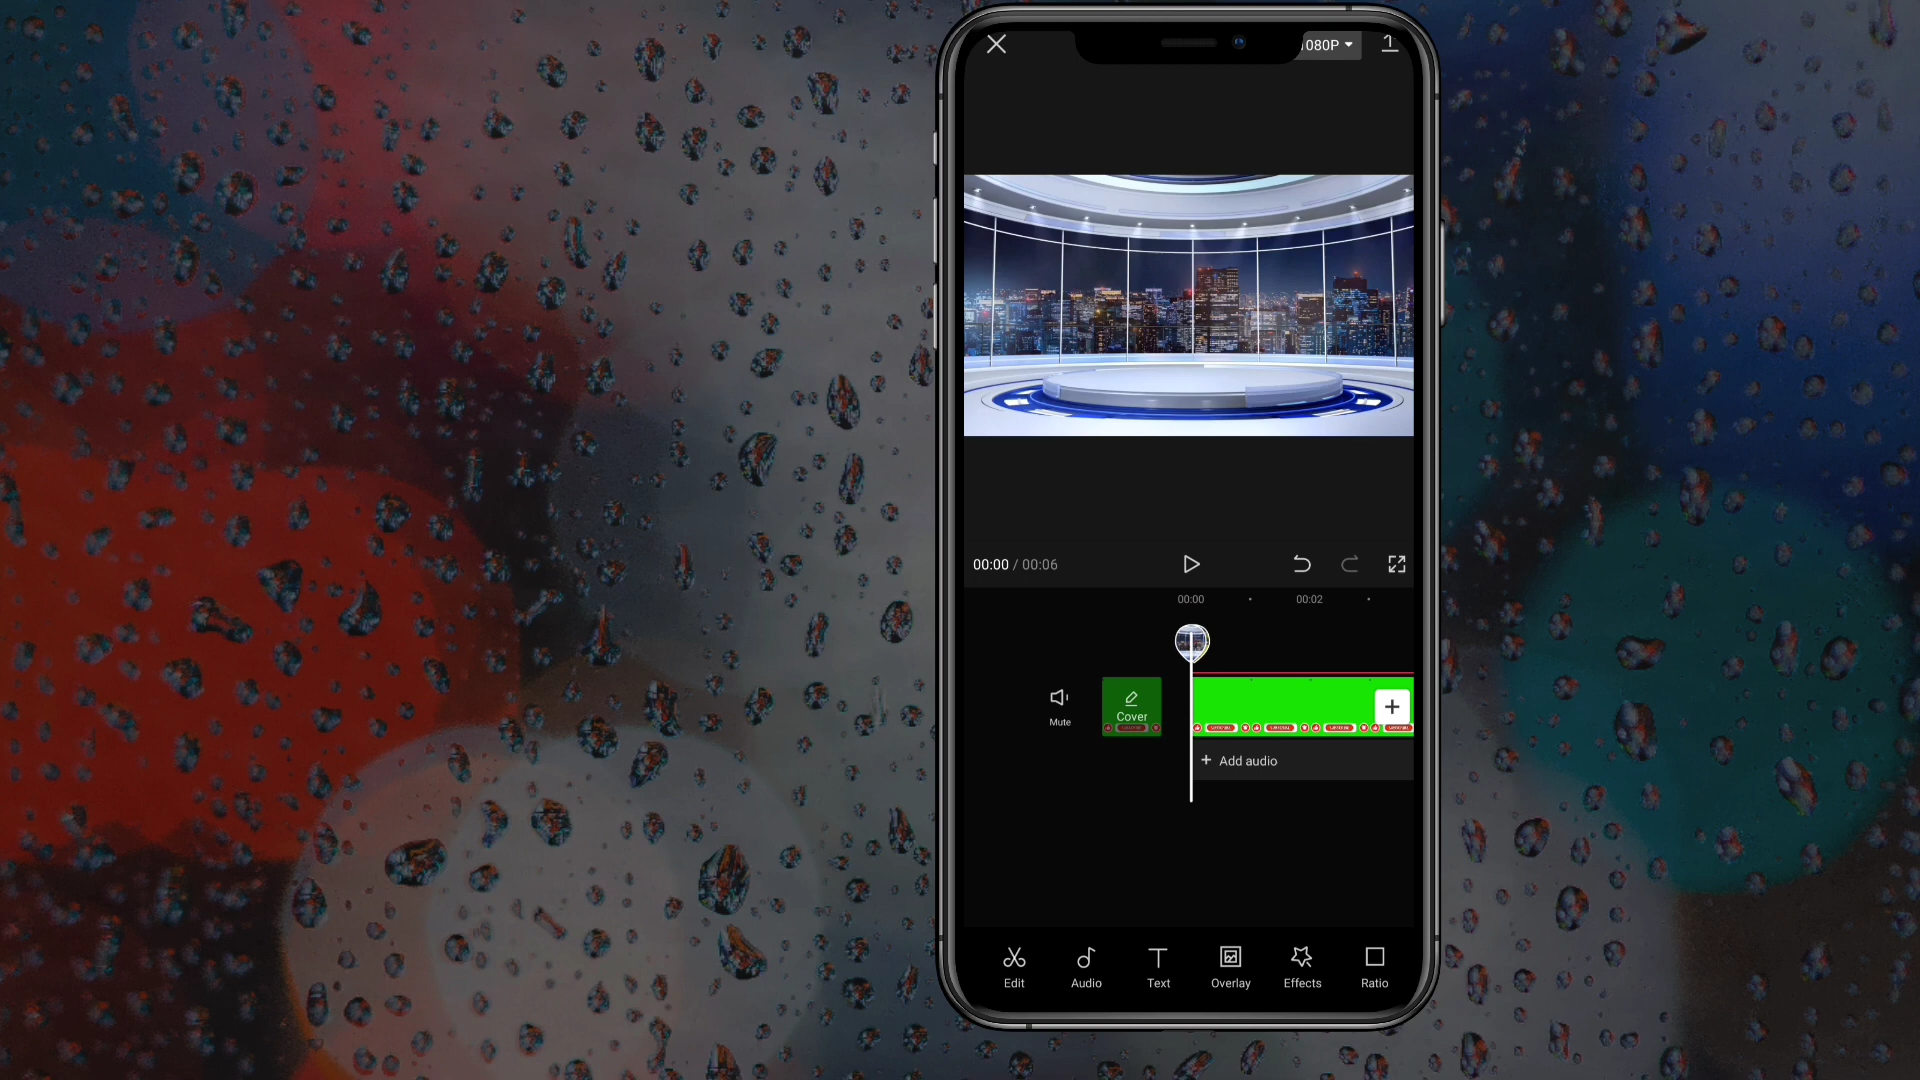 080P
00:00 / 00:06
00:00
00:02
Mute
Cover
Add audio
Edit
Audio
Text
Overlay
Effects
Ratio